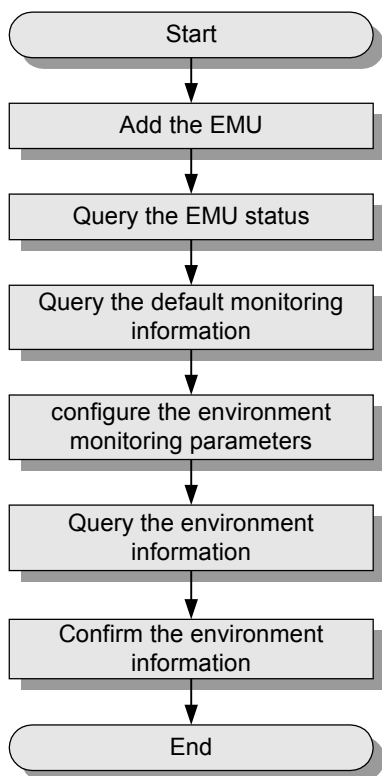 Start
Add the EMU
Query the EMU status
Query the default monitoring
information
configure the environment
monitoring parameters
Query the environment
information
Confirm the environment
information
End